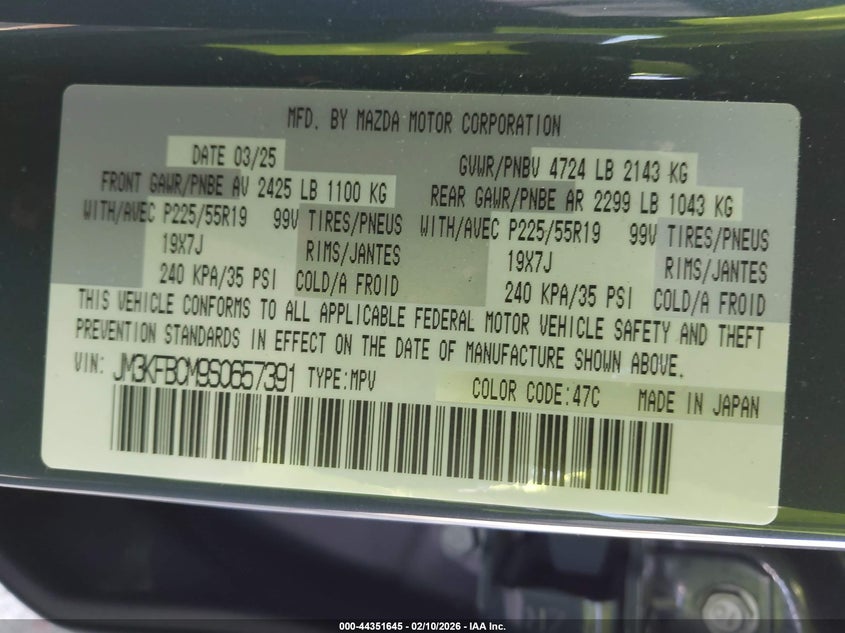 MFD. BY MAZDA MOTOR CORPORATION
DATE 03/25
GVWR/PNBV 4724 LB 2143 KG
FRONT GAWR/PNBE AV 2425 LB 1100 KG
REAR GAWR/PNBE AR 2299 LB 1043 KG
WITH/AVEC P225/55R19 99V TIRES/PNEUS
WITH/AVEC P225/55R19 99V TIRES/PNEUS
19X7J RIMS/JANTES
19X7J RIMS/JANTES
240 KPA/35 PSI COLD/A FROID
240 KPA/35 PSI COLD/A FROID
THIS VEHICLE CONFORMS TO ALL APPLICABLE FEDERAL MOTOR VEHICLE SAFETY AND THEFT
PREVENTION STANDARDS IN EFFECT ON THE DATE OF MANUFACTURE SHOWN ABOVE.
VIN: JM3KFBCM9S0657391 TYPE:MPV COLOR CODE:47C MADE IN JAPAN
000-44351645 - 02/10/2026 - IAA Inc.